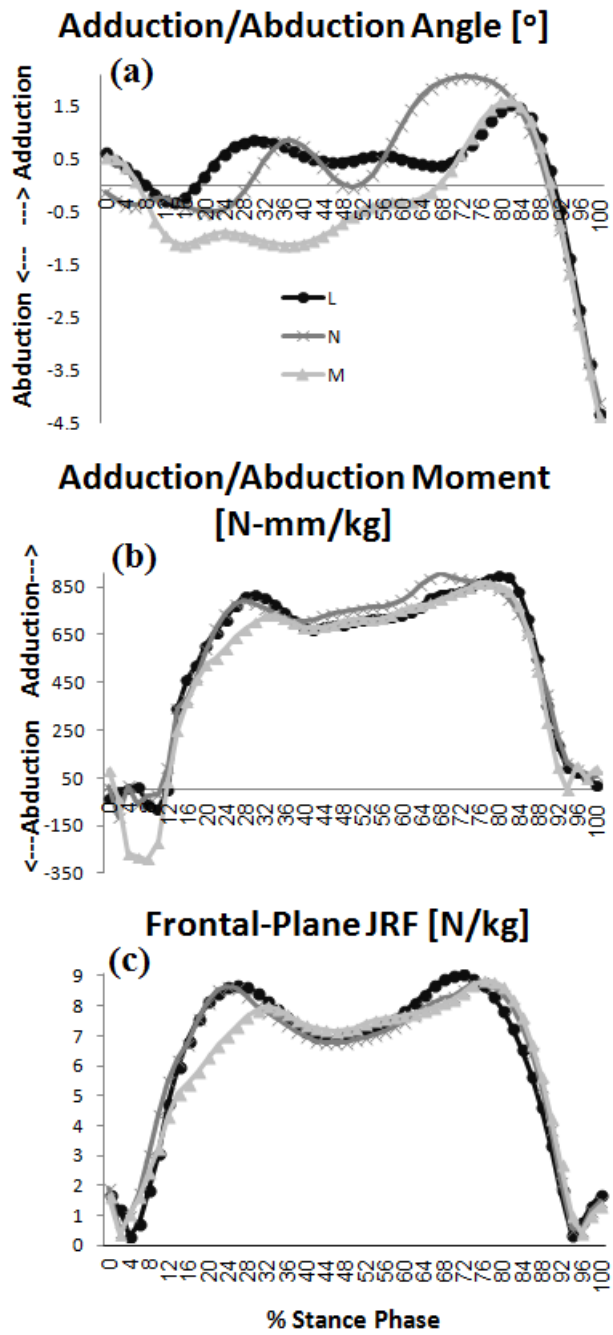 Adduction/Abduction Angle [°]
(a)
Abduction <--- ---> Adduction
1.5
0.5
-0.5
-1.5
-2.5
-3.5
-4.5
0 4 8 12 16 20 24 28 32 36 40 44 48 52 56 60 64 68 72 76 80 84 88 92 96 100
L
N
M
Adduction/Abduction Moment
[N-mm/kg]
(b)
<---Abduction Adduction--->
850
650
450
250
50
-150
-350
0 4 8 12 16 20 24 28 32 36 40 44 48 52 56 60 64 68 72 76 80 84 88 92 96 100
Frontal-Plane JRF [N/kg]
(c)
9
8
7
6
5
4
3
2
1
0
0 4 8 12 16 20 24 28 32 36 40 44 48 52 56 60 64 68 72 76 80 84 88 92 96 100
% Stance Phase